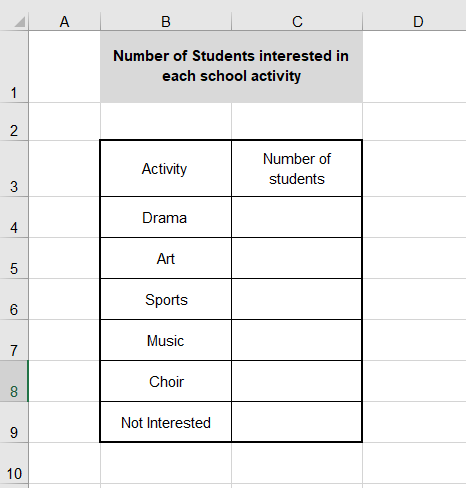 A B C D
1 Number of Students interested in
each school activity
2
3 Activity Number of
students
4 Drama
5 Art
6 Sports
7 Music
8 Choir
9 Not Interested
10